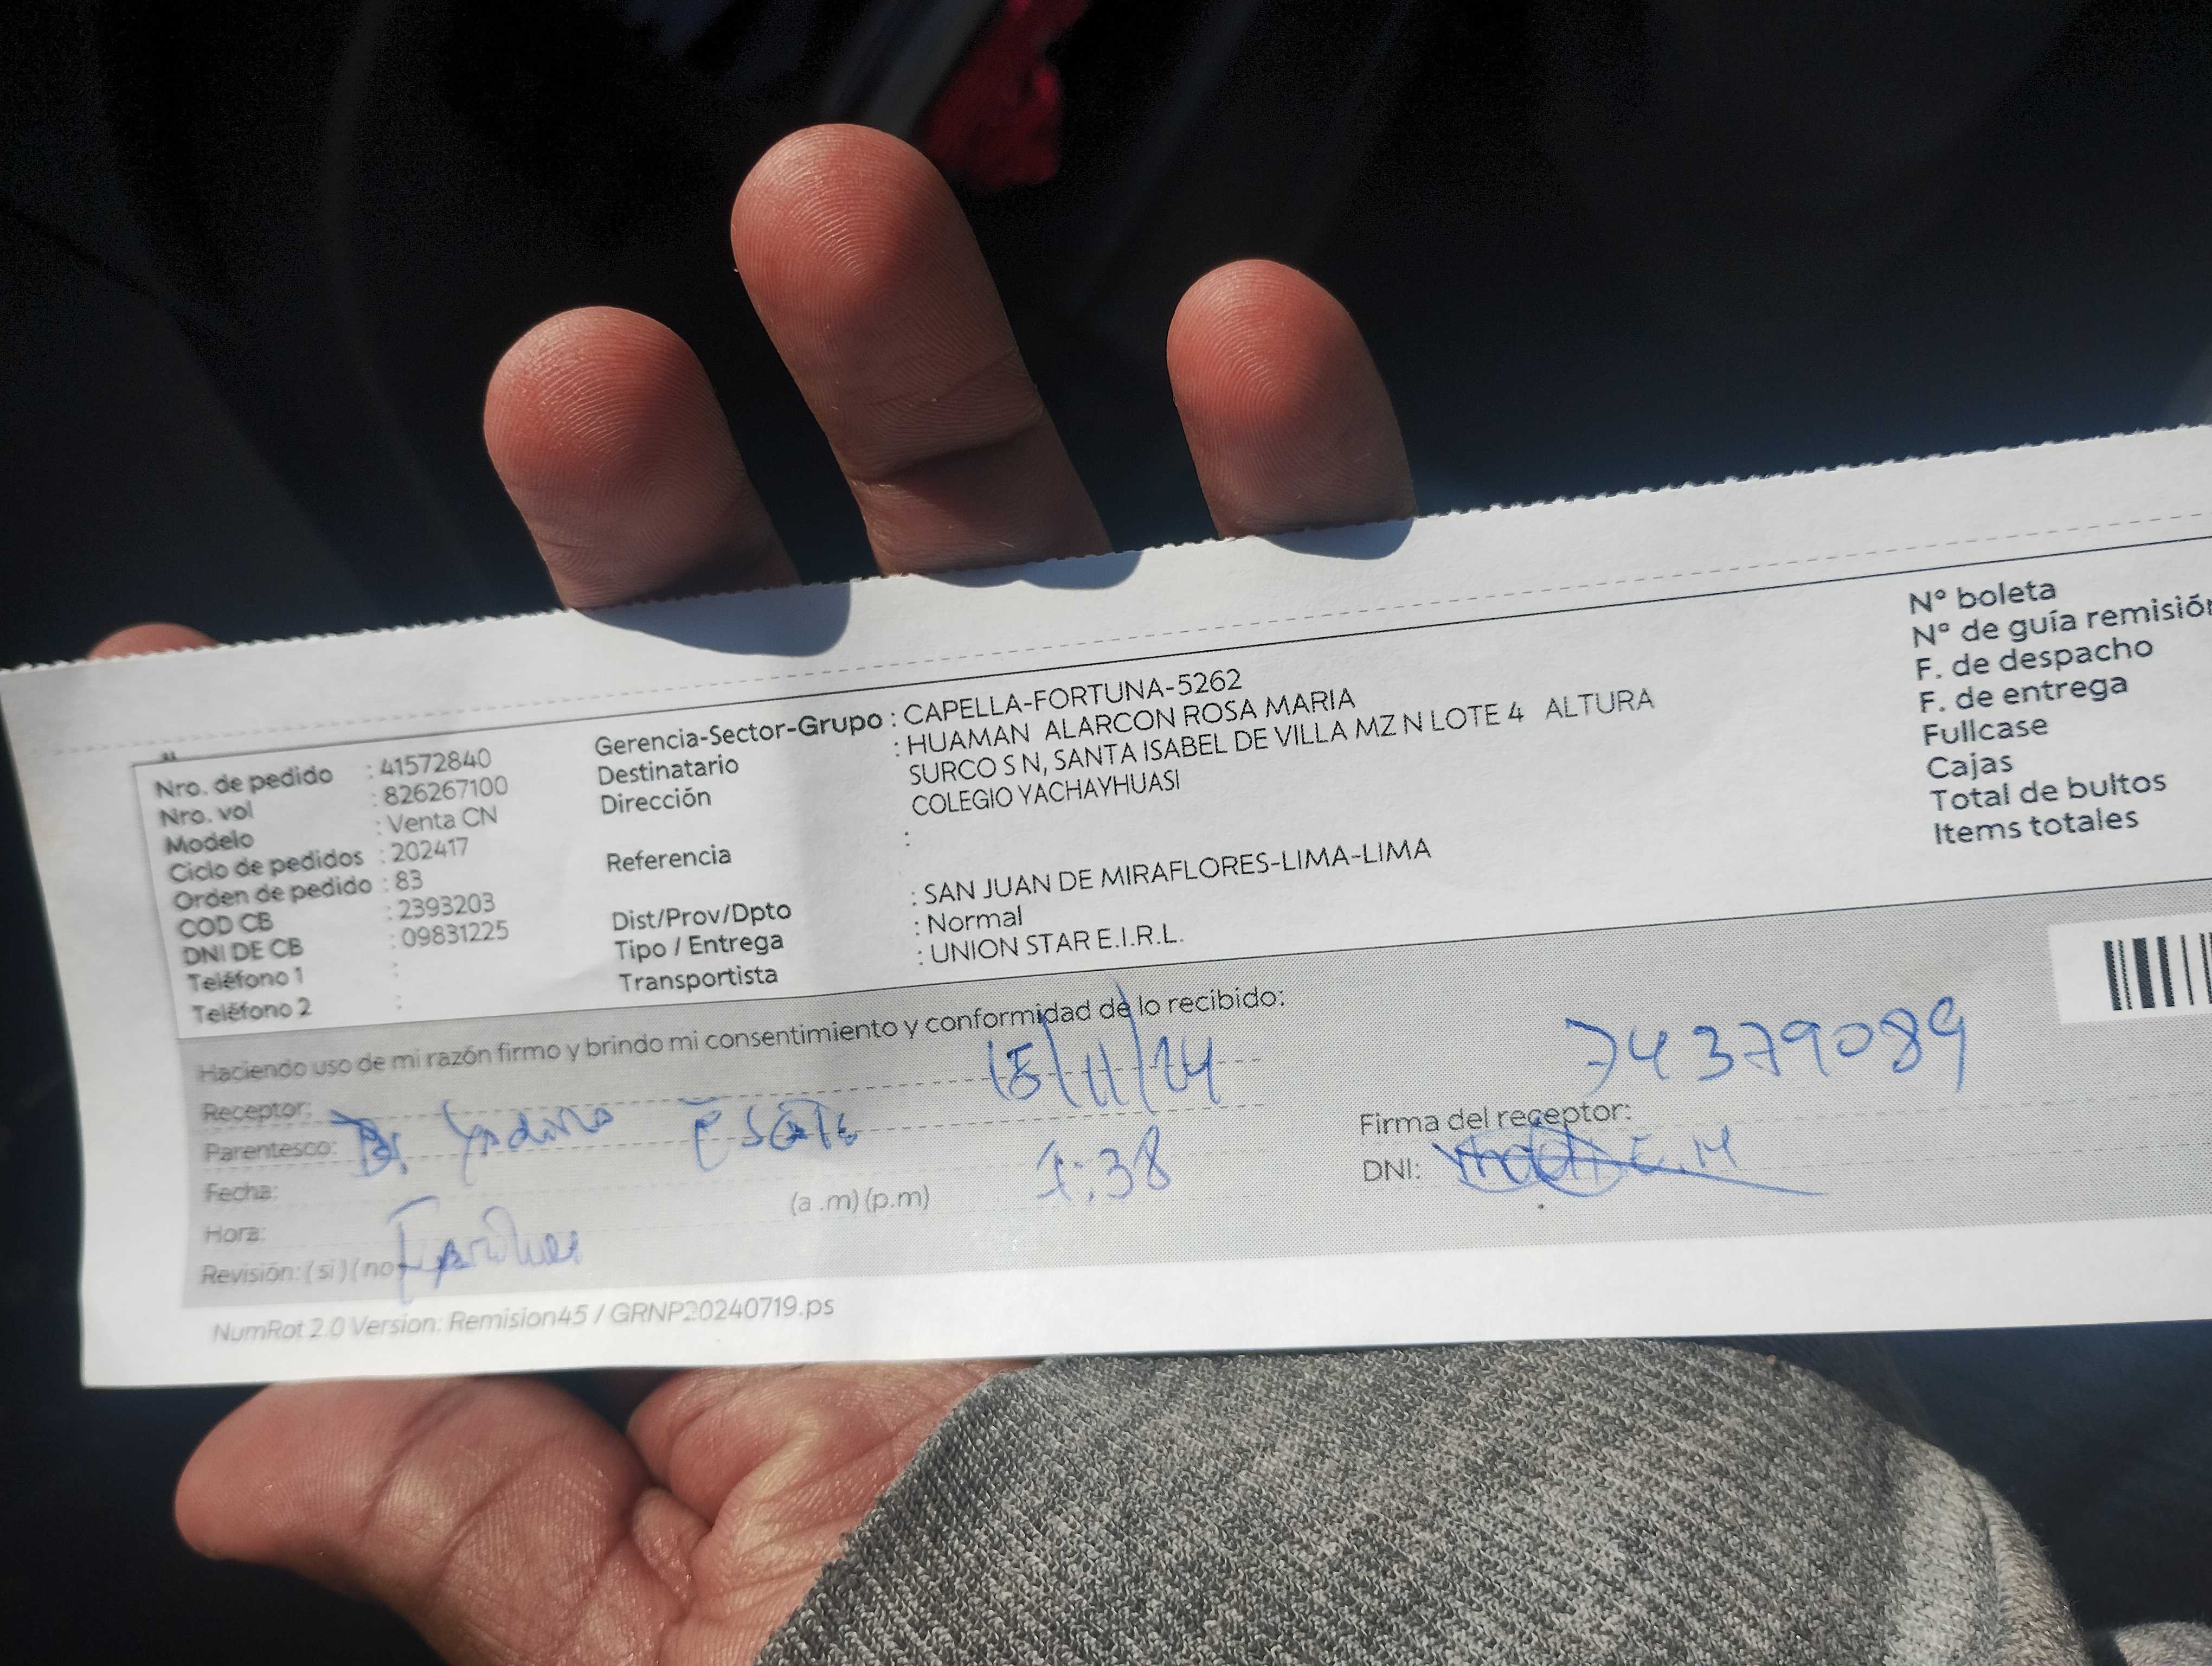 Nro. de pedido : 41572840
Nro. vol : 826267100
Modelo : Venta CN
Ciclo de pedidos : 202417
Orden de pedido : 83
COD CB : 2393203
DNI DE CB : 09831225
Teléfono 1 :
Teléfono 2 :
Gerencia-Sector-Grupo : CAPELLA-FORTUNA-5262
Destinatario : HUAMAN ALARCON ROSA MARIA
Dirección SURCO S N, SANTA ISABEL DE VILLA MZ N LOTE 4 ALTURA
COLEGIO YACHAYHUASI
Referencia :
Dist/Prov/Dpto : SAN JUAN DE MIRAFLORES-LIMA-LIMA
Tipo / Entrega : Normal
Transportista : UNION STAR E.I.R.L.
N° boleta
N° de guía remisión
F. de despacho
F. de entrega
Fullcase
Cajas
Total de bultos
Items totales
Haciendo uso de mi razón firmo y brindo mi consentimiento y conformidad de lo recibido:
Receptor:
Parentesco:
Fecha: 15/11/24
Hora: (a .m) (p.m) 1:38
Revisión: ( si ) ( no
74379089
Firma del receptor:
DNI: E.M
NumRot 2.0 Version: Remision45 / GRNP20240719.ps